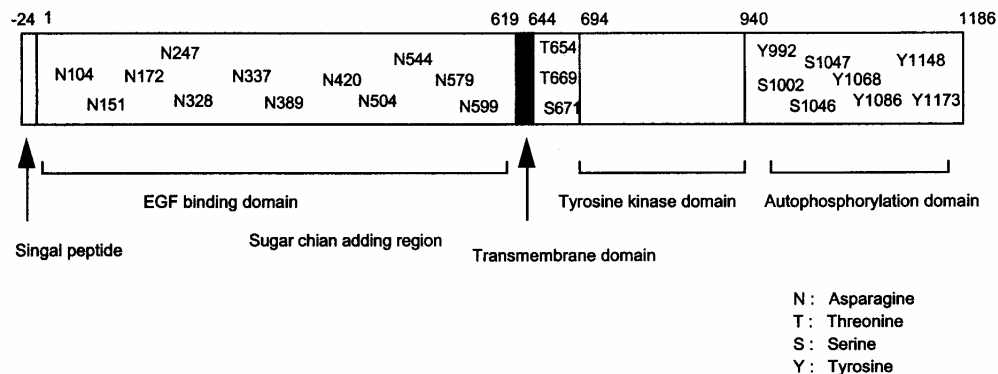 -24 1 619 644 694 940 1186
N104
N151
N172
N247
N328
N337
N389
N420
N504
N544
N579
N599
T654
T669
S671
Y992
S1002
S1047
S1046
Y1068
Y1086
Y1148
Y1173
EGF binding domain
Tyrosine kinase domain
Autophosphorylation domain
Singal peptide
Sugar chian adding region
Transmembrane domain
N : Asparagine
T : Threonine
S : Serine
Y : Tyrosine